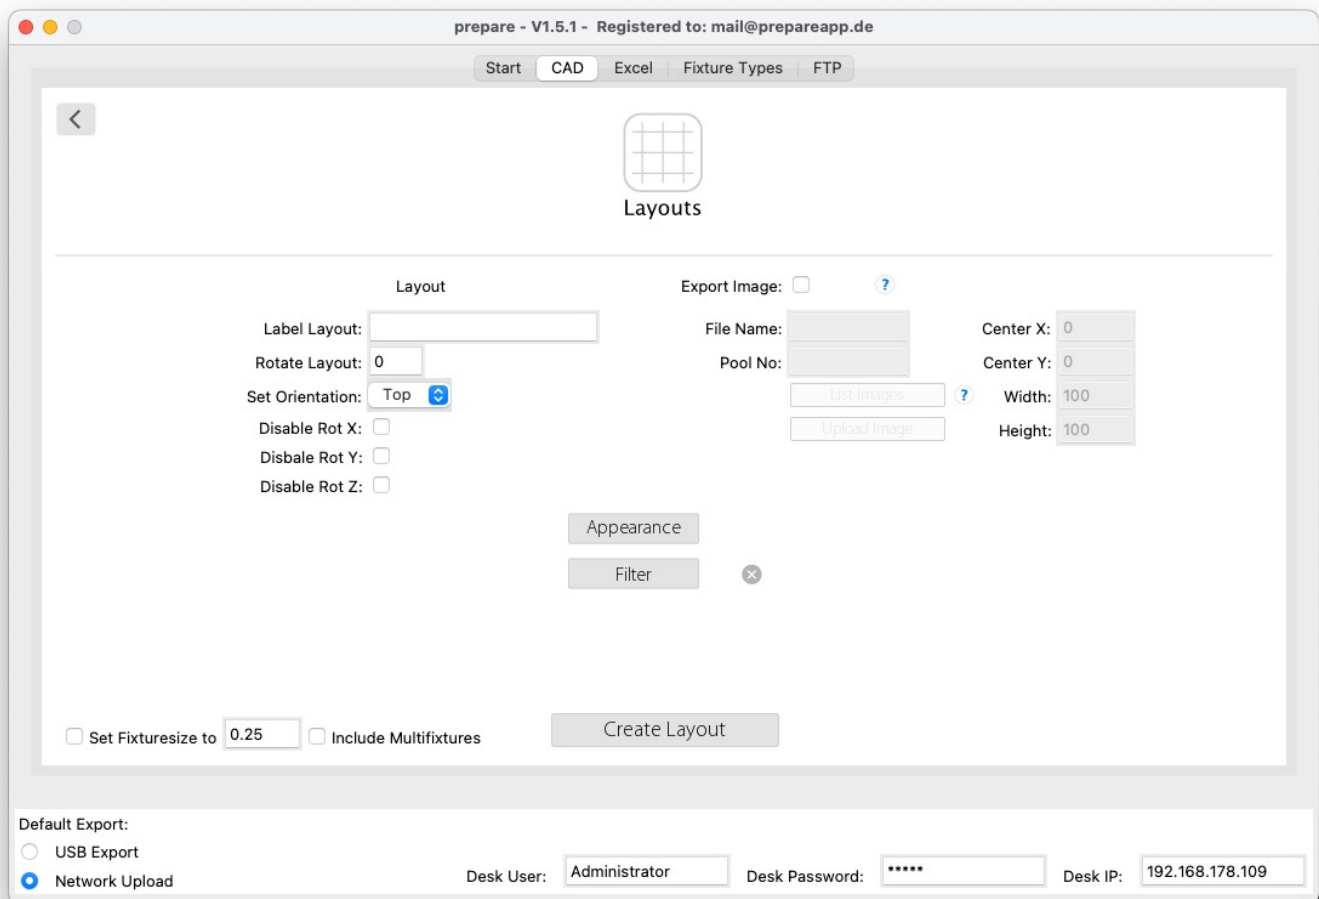 prepare - V1.5.1 - Registered to: mail@prepareapp.de
Start CAD Excel Fixture Types FTP
Layouts
Layout
Label Layout:
Rotate Layout: 0
Set Orientation: Top
Disable Rot X:
Disbale Rot Y:
Disable Rot Z:
Export Image: ?
File Name:
Pool No:
List Images ?
Upload Image
Center X: 0
Center Y: 0
Width: 100
Height: 100
Appearance
Filter
Set Fixturesize to 0.25 Include Multifixtures
Create Layout
Default Export:
USB Export
Network Upload
Desk User: Administrator Desk Password: ••••• Desk IP: 192.168.178.109